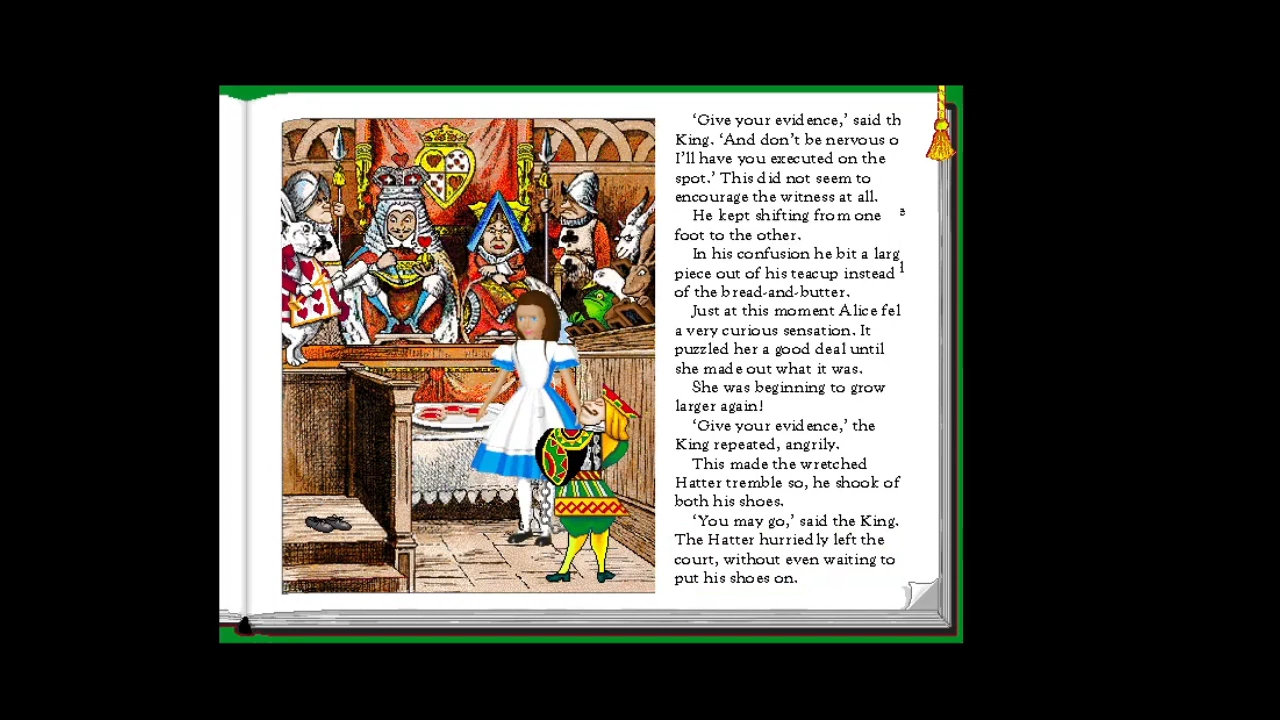 ‘Give your evidence,’ said th
King. ‘And don’t be nervous o
I’ll have you executed on the
spot.’ This did not seem to
encourage the witness at all.
He kept shifting from one
foot to the other.
In his confusion he bit a larg
piece out of his teacup instead
of the bread-and-butter.
Just at this moment Alice fel
a very curious sensation. It
puzzled her a good deal until
she made out what it was.
She was beginning to grow
larger again!
‘Give your evidence,’ the
King repeated, angrily.
This made the wretched
Hatter tremble so, he shook of
both his shoes.
‘You may go,’ said the King.
The Hatter hurriedly left the
court, without even waiting to
put his shoes on.